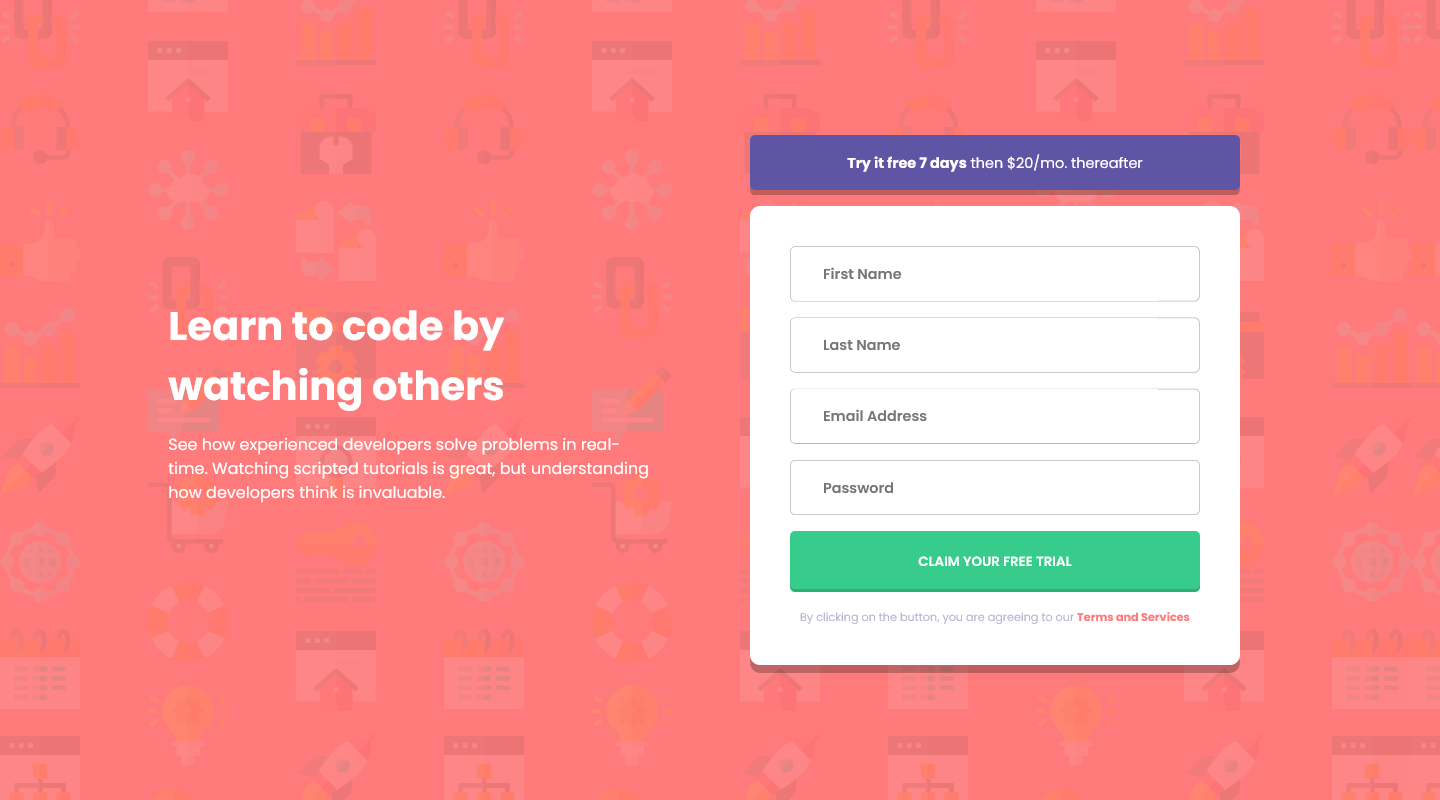 Learn to code by
watching others
See how experienced developers solve problems in real-
time. Watching scripted tutorials is great, but understanding
how developers think is invaluable.
Try it free 7 days then $20/mo. thereafter
First Name
Last Name
Email Address
Password
CLAIM YOUR FREE TRIAL
By clicking on the button, you are agreeing to our Terms and Services